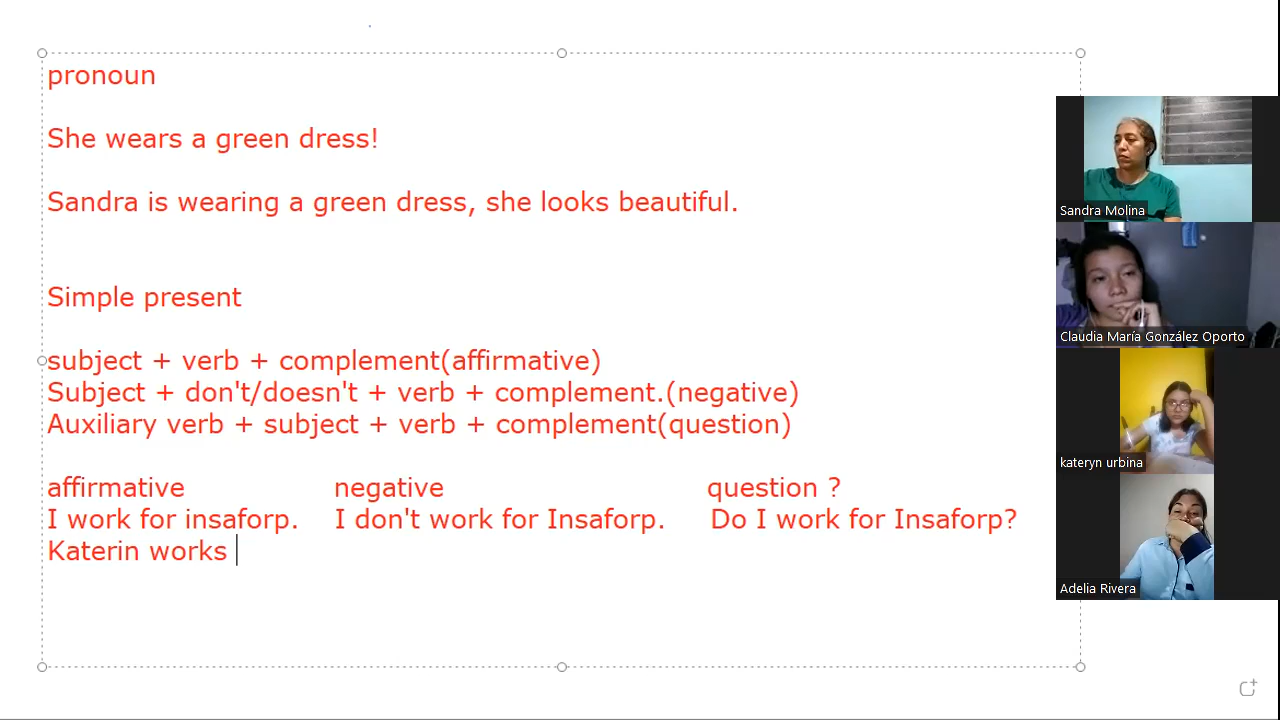 pronoun
She wears a green dress!
Sandra is wearing a green dress, she looks beautiful.
Simple present
subject + verb + complement(affirmative)
Subject + don't/doesn't + verb + complement.(negative)
Auxiliary verb + subject + verb + complement(question)
affirmative negative question ?
I work for insaforp. I don't work for Insaforp. Do I work for Insaforp?
Katerin works
Sandra Molina
Claudia María González Oporto
kateryn urbina
Adelia Rivera